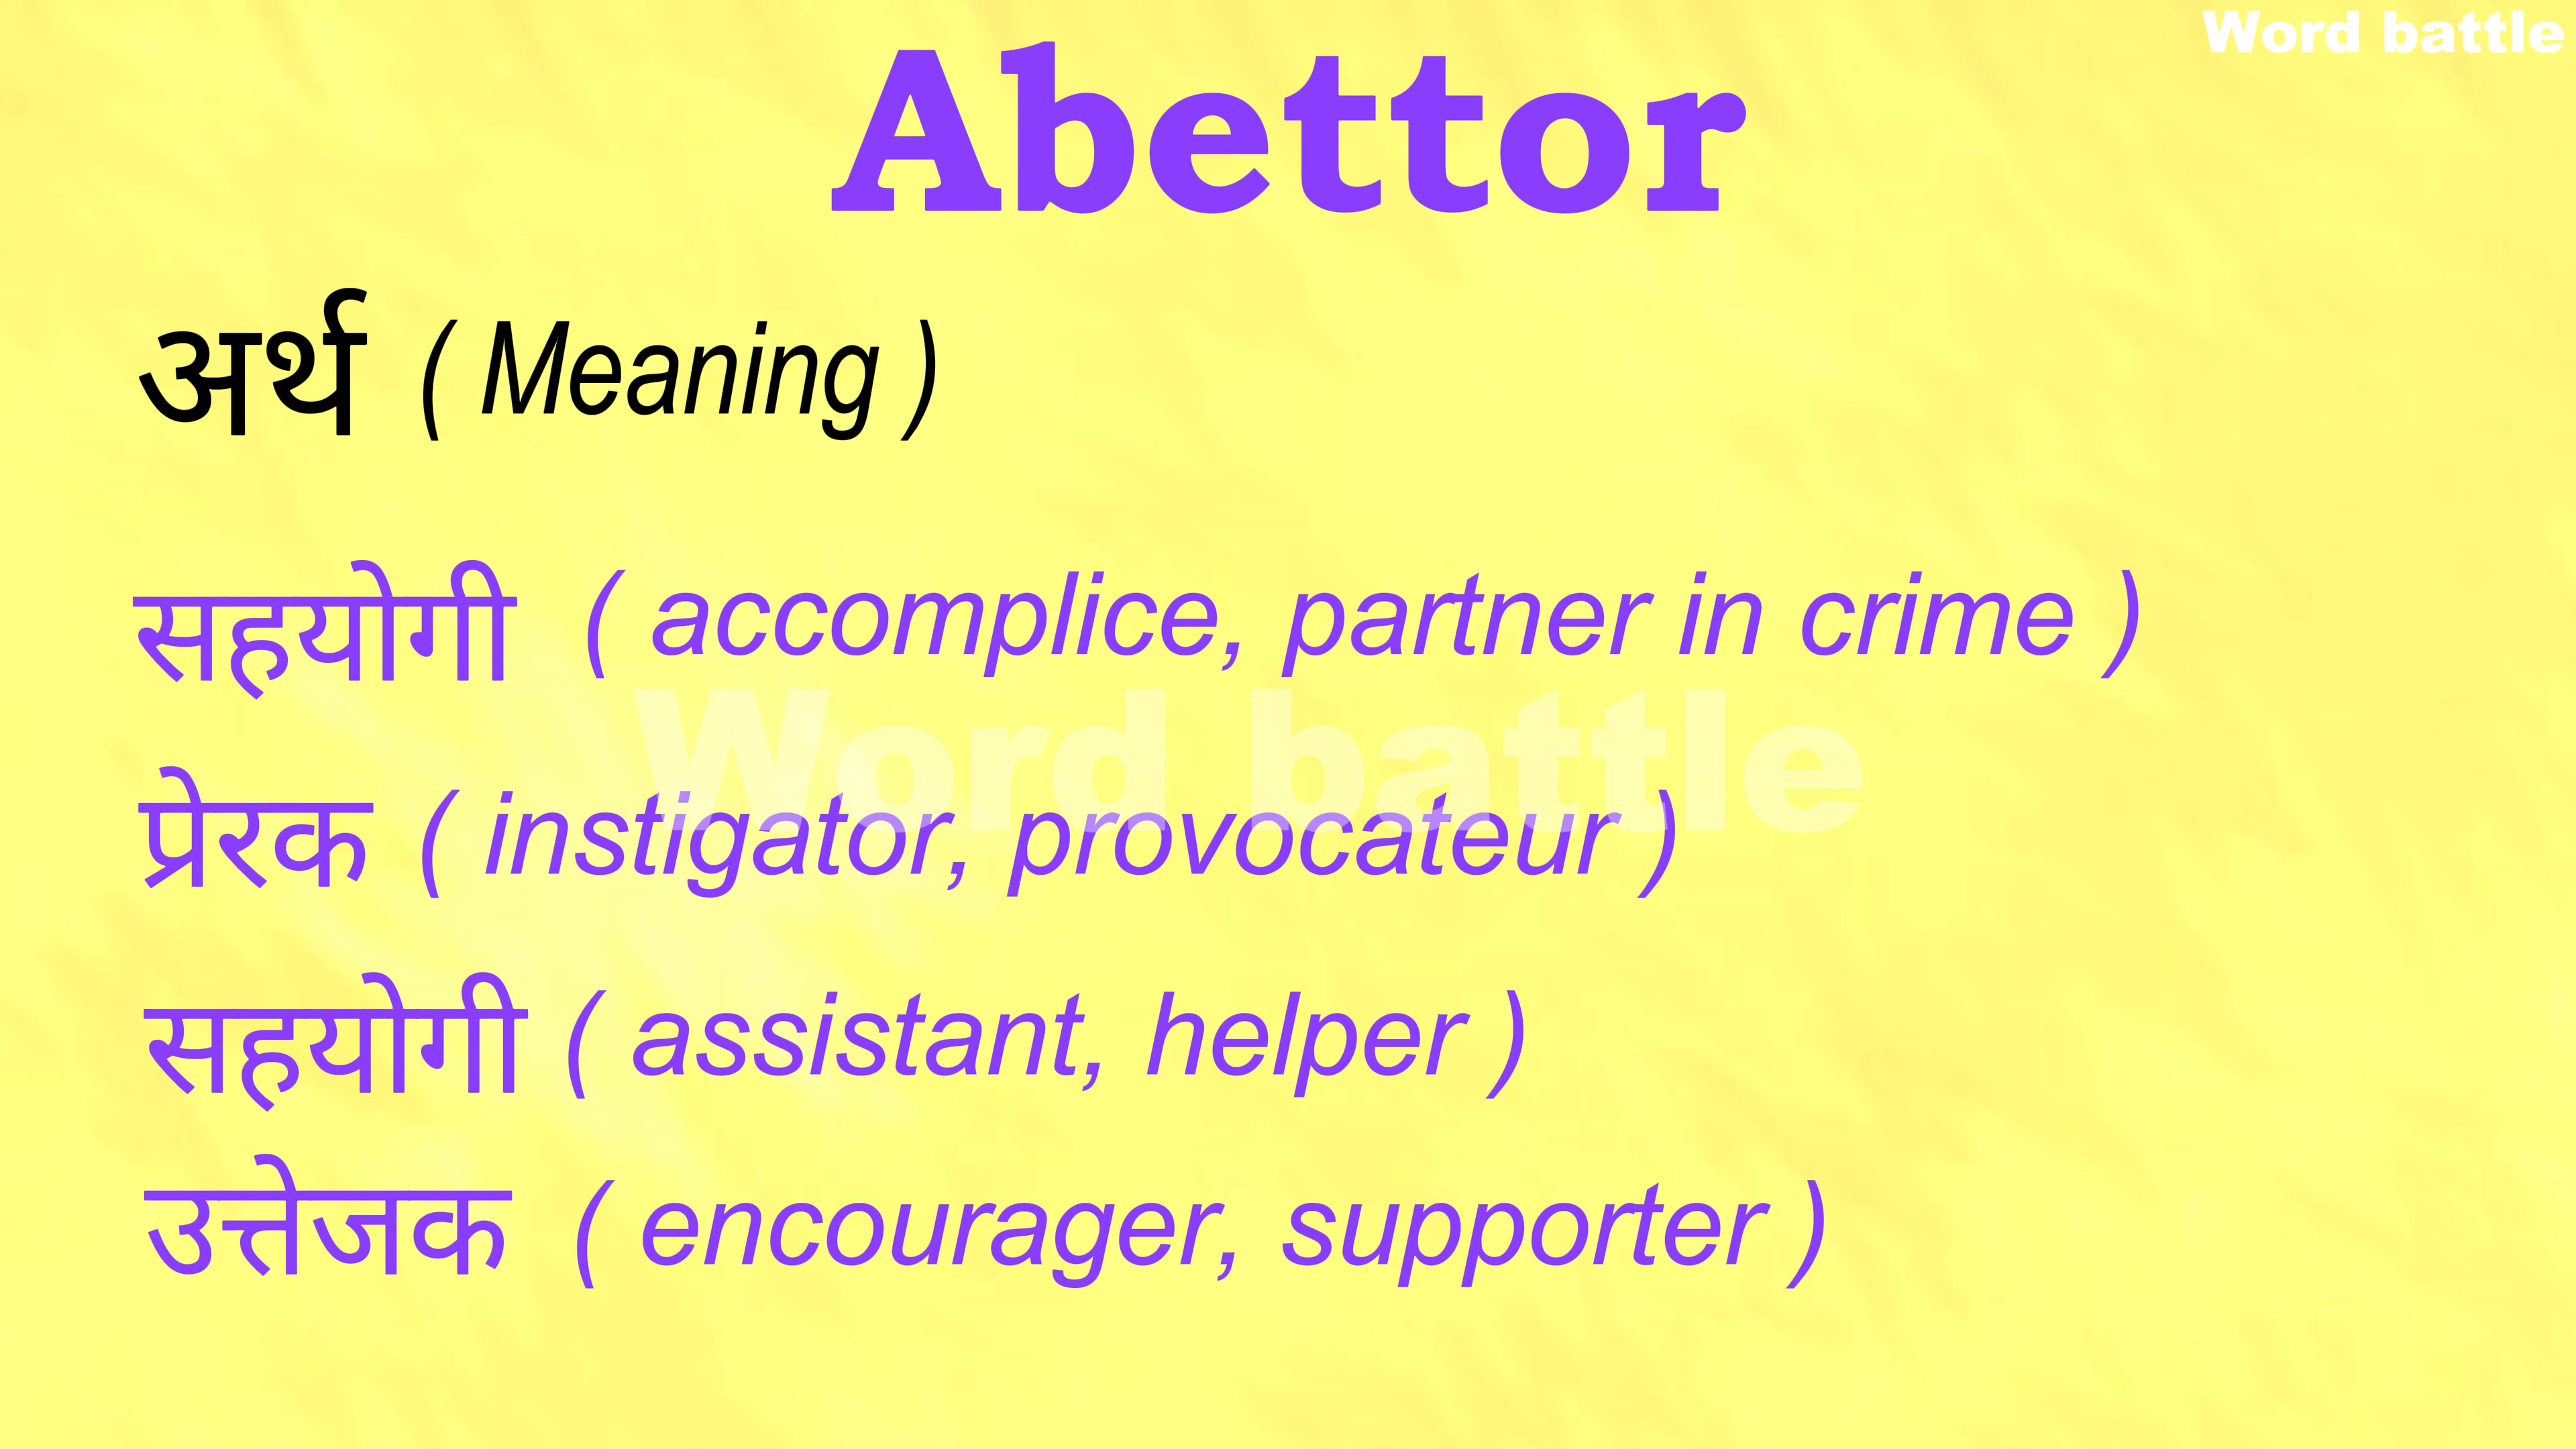 Word battle
Abettor
अर्थ ( Meaning )
सहयोगी ( accomplice, partner in crime )
Word battle
प्रेरक ( instigator, provocateur )
सहयोगी ( assistant, helper )
उत्तेजक ( encourager, supporter )